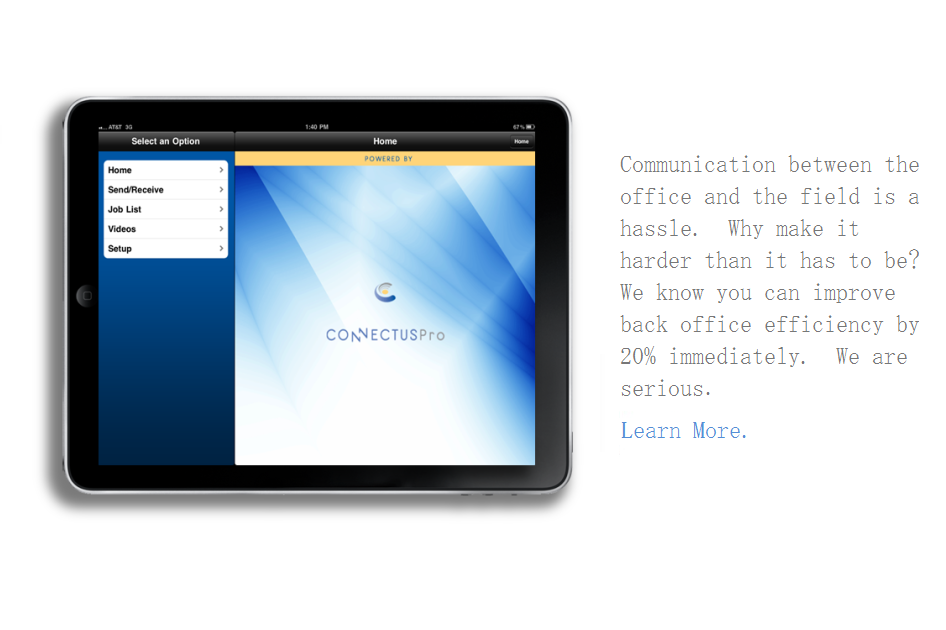 AT&T 3G
1:40 PM
67%
Select an Option
Home
Home
POWERED BY
Home
Send/Receive
Job List
Videos
Setup
CONNECTUSPro
Communication between the
office and the field is a
hassle. Why make it
harder than it has to be?
We know you can improve
back office efficiency by
20% immediately. We are
serious.
Learn More.